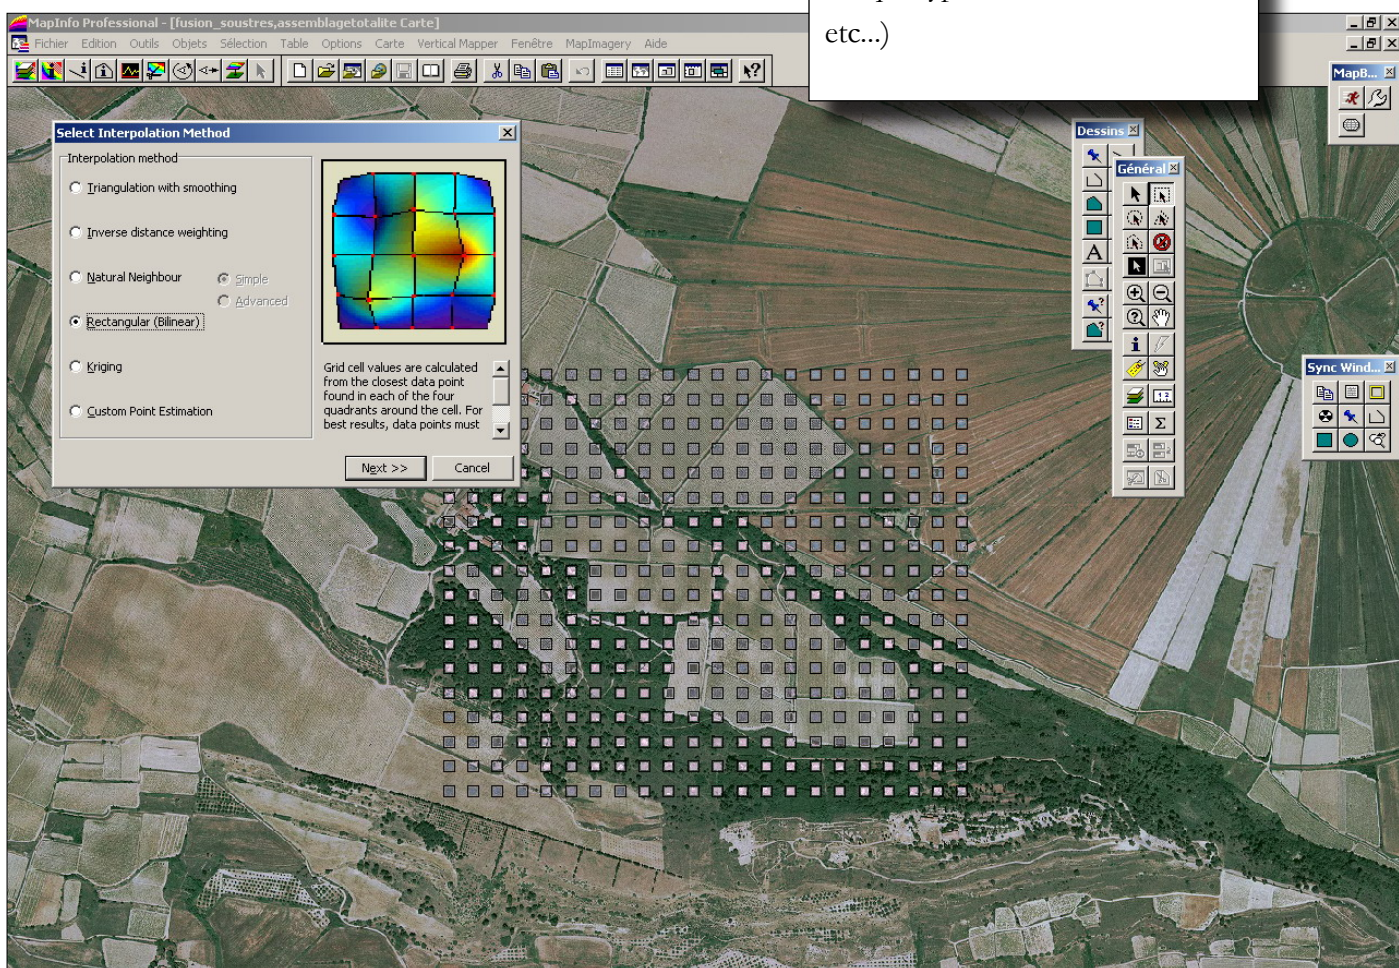 etc...)
MapInfo Professional - [fusion_soustres,assemblagetotalite Carte]
Fichier Edition Outils Objets Sélection Table Options Carte Vertical Mapper Fenêtre MapImagery Aide
MapB...
Dessins
Général
Sync Wind...
Select Interpolation Method
Interpolation method
Triangulation with smoothing
Inverse distance weighting
Natural Neighbour
Simple
Advanced
Rectangular (Bilinear)
Kriging
Custom Point Estimation
Grid cell values are calculated
from the closest data point
found in each of the four
quadrants around the cell. For
best results, data points must
Next >>
Cancel